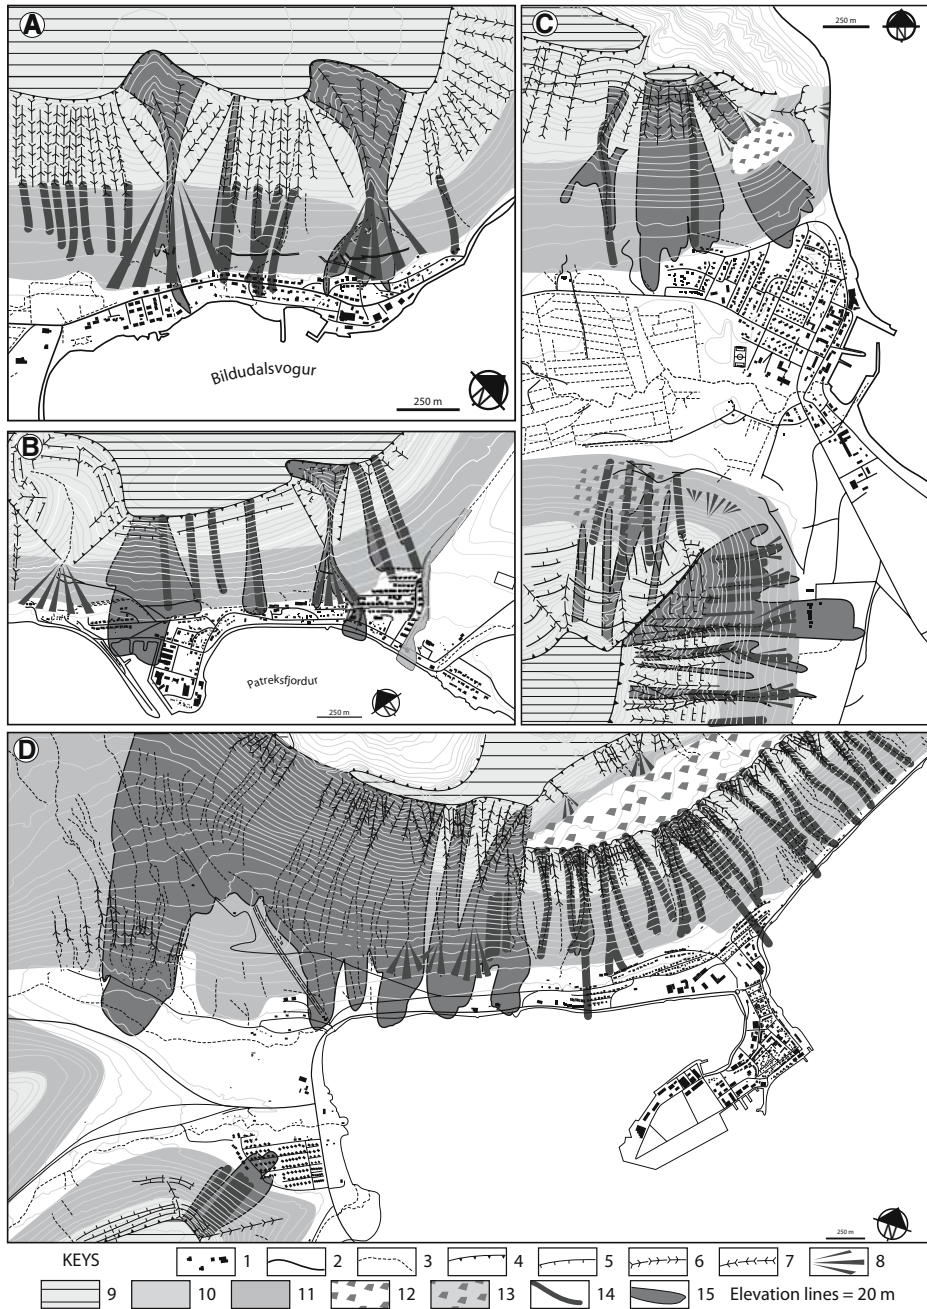 A
Bildudalsvogur
250 m
N
B
Patreksfjordur
250 m
N
C
250 m
N
D
250 m
N
KEYS 1 2 3 4 5 6 7 8
9 10 11 12 13 14 15 Elevation lines = 20 m